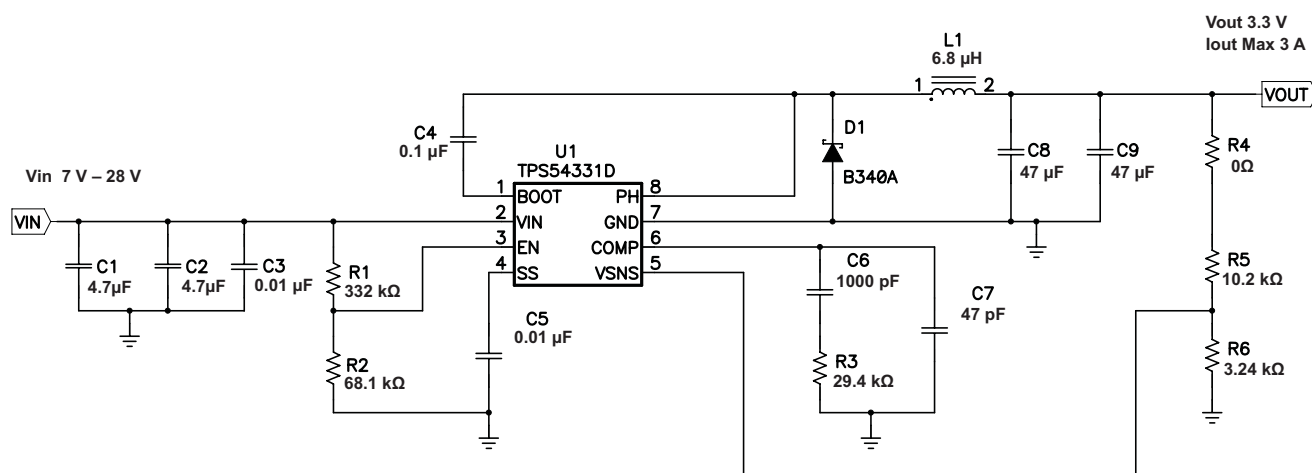 Vout 3.3 V
Iout Max 3 A
L1
6.8 µH
1 2
VOUT
C4
0.1 µF
D1
B340A
C8
47 µF
C9
47 µF
R4
0Ω
U1
TPS54331D
Vin 7 V – 28 V
VIN
1 BOOT PH 8
2 VIN GND 7
3 EN COMP 6
4 SS VSNS 5
C1
4.7µF
C2
4.7µF
C3
0.01 µF
R1
332 kΩ
C5
0.01 µF
C6
1000 pF
C7
47 pF
R5
10.2 kΩ
R2
68.1 kΩ
R3
29.4 kΩ
R6
3.24 kΩ